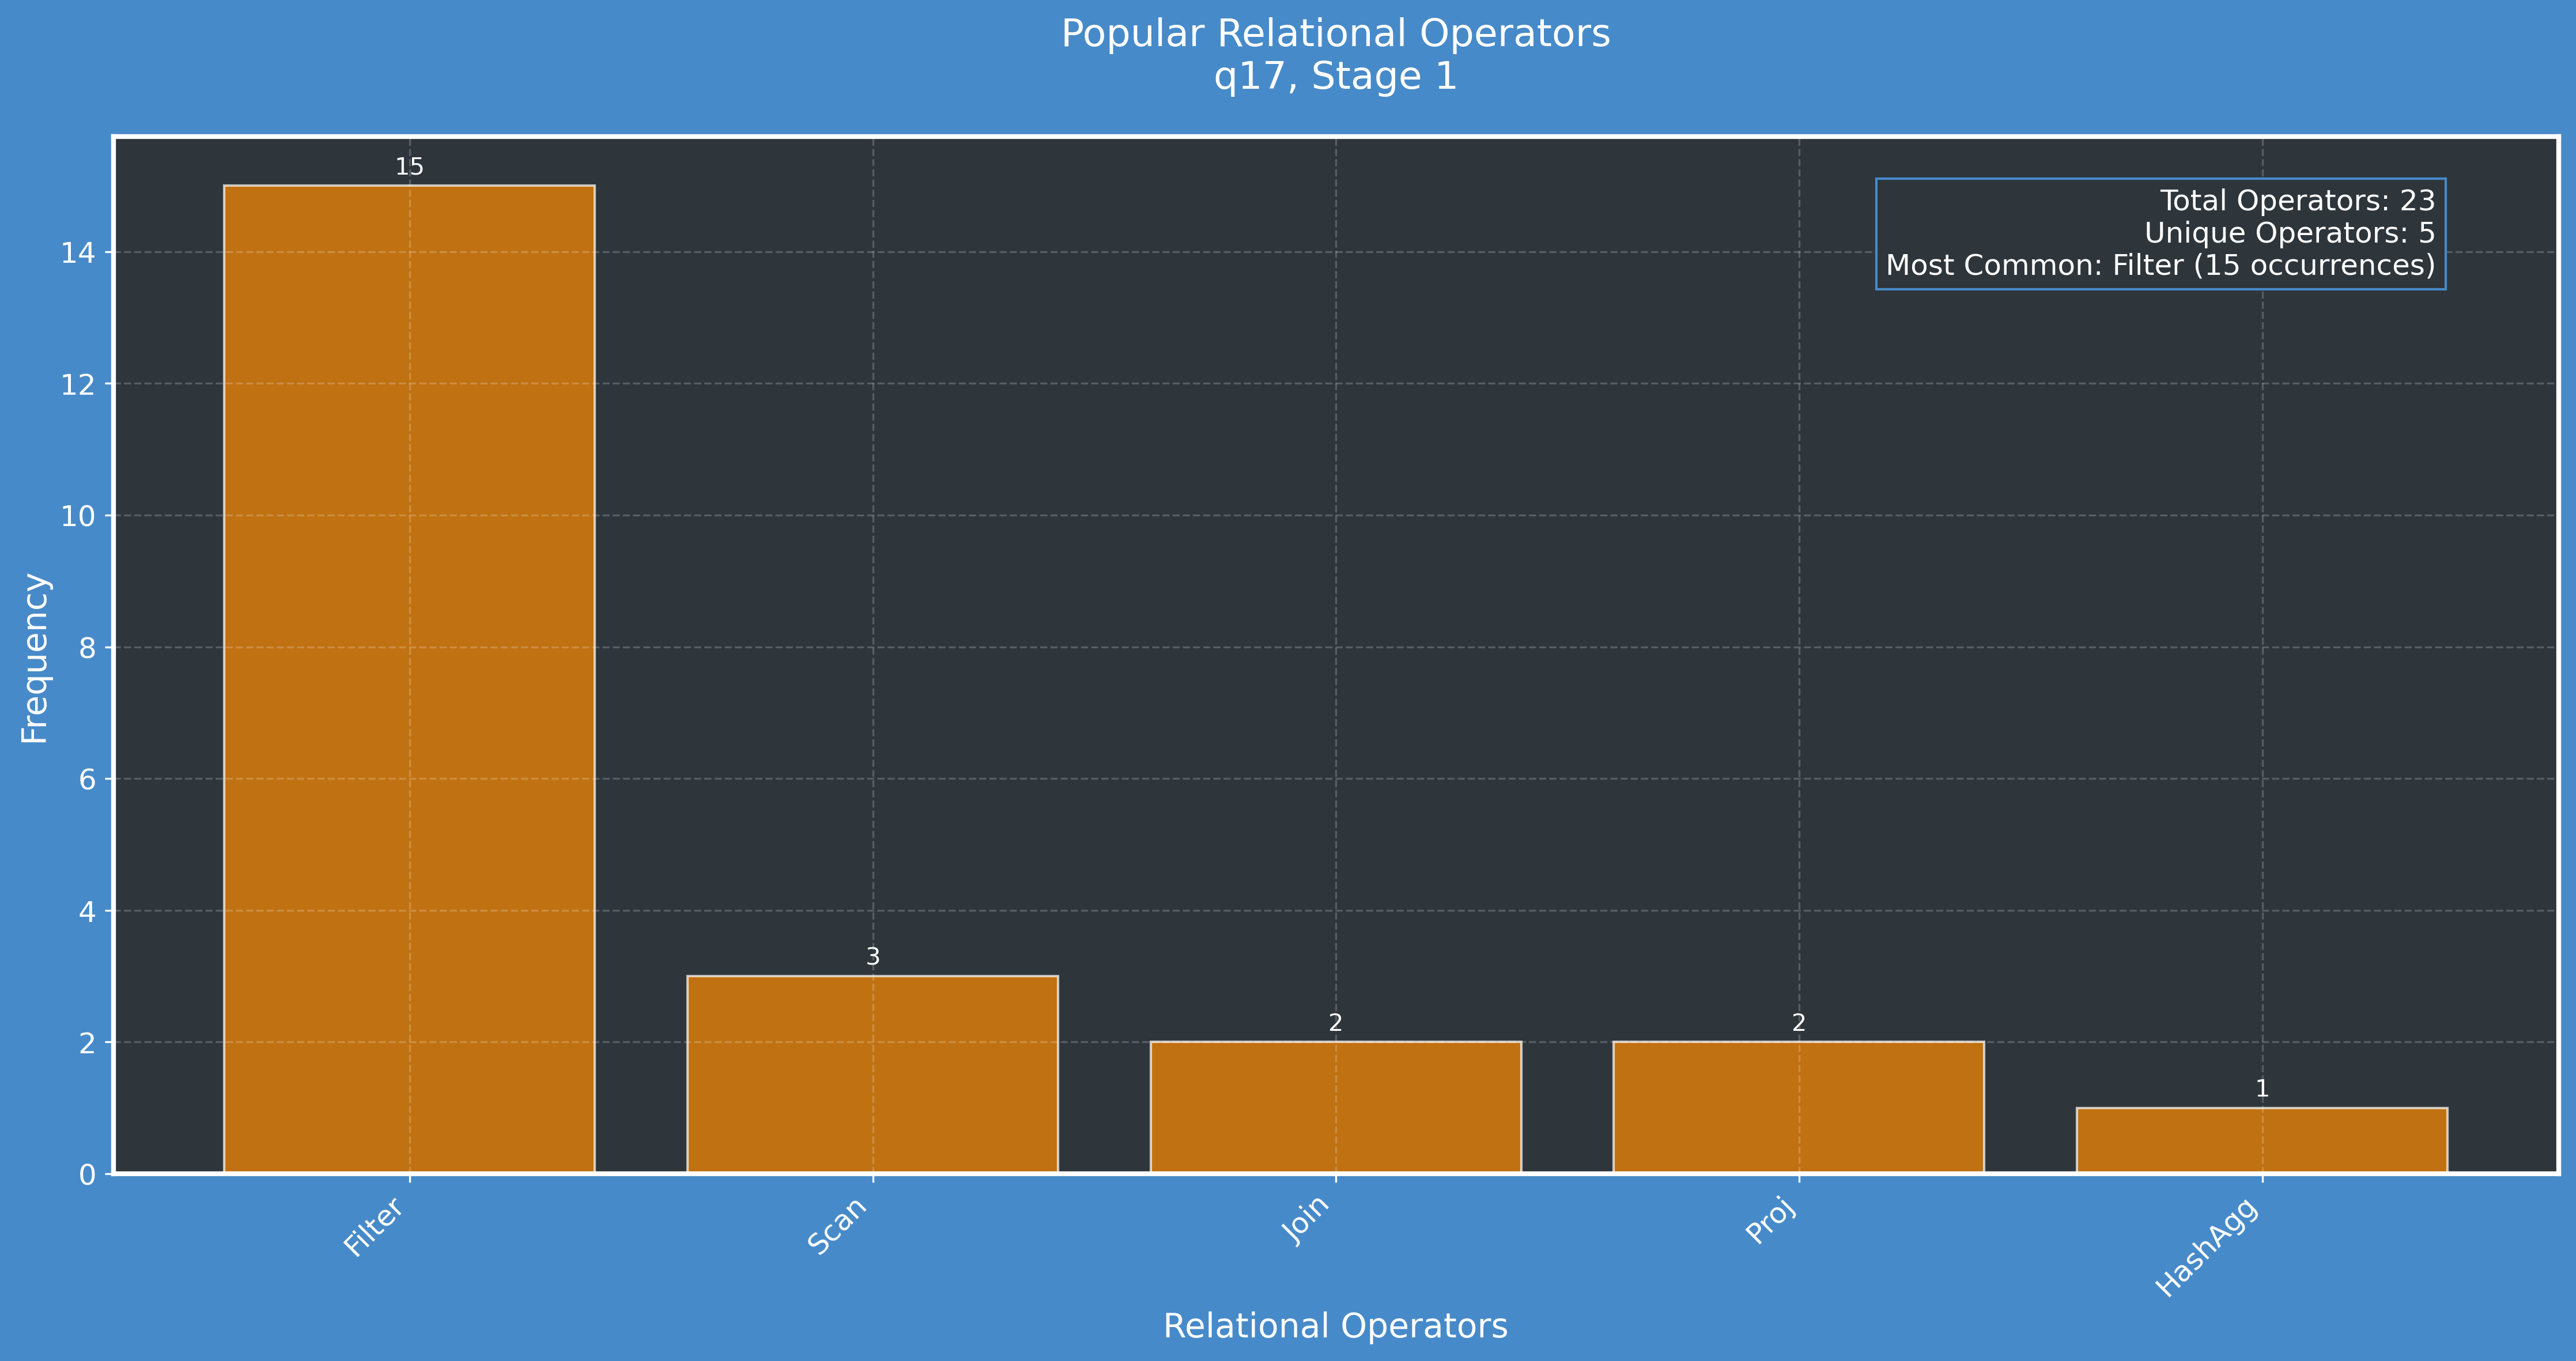 Popular Relational Operators
q17, Stage 1
15
Total Operators: 23
Unique Operators: 5
Most Common: Filter (15 occurrences)
14
12
10
8
6
4
2
0
Frequency
3
2
2
1
Filter
Scan
Join
Proj
HashAgg
Relational Operators